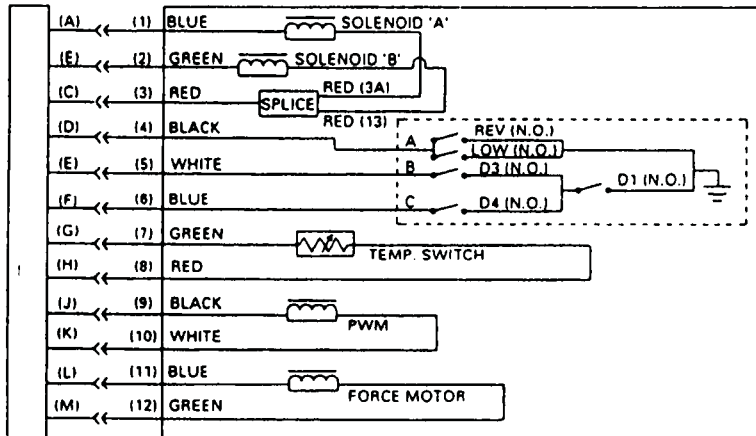 (A) (1) BLUE SOLENOID 'A'
(E) (2) GREEN SOLENOID 'B'
(C) (3) RED SPLICE RED (3A)
RED (13)
(D) (4) BLACK A REV (N.O.)
LOW (N.O.)
(E) (5) WHITE B D3 (N.O.) D1 (N.O.)
(F) (6) BLUE C D4 (N.O.)
(G) (7) GREEN TEMP. SWITCH
(H) (8) RED
(J) (9) BLACK PWM
(K) (10) WHITE
(L) (11) BLUE FORCE MOTOR
(M) (12) GREEN